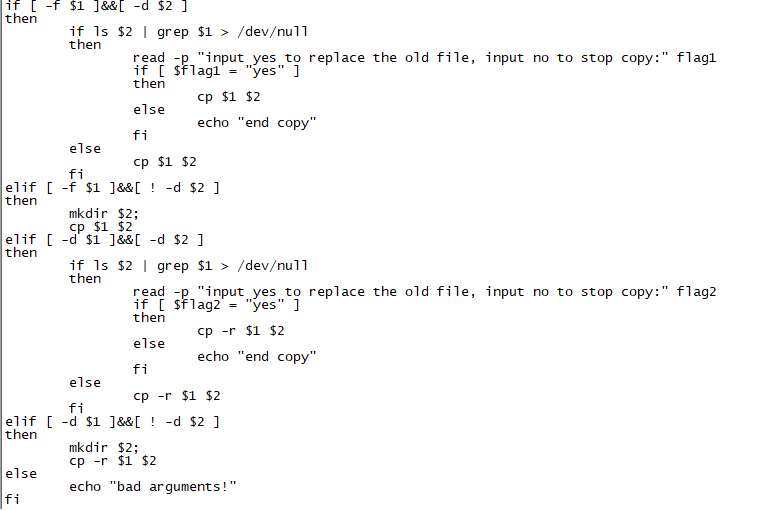 if [ -f $1 ]&&[ -d $2 ]
then
        if ls $2 | grep $1 > /dev/null
        then
                read -p "input yes to replace the old file, input no to stop copy:" flag1
                if [ $flag1 = "yes" ]
                then
                        cp $1 $2
                else
                        echo "end copy"
                fi
        else
                cp $1 $2
        fi
elif [ -f $1 ]&&[ ! -d $2 ]
then
        mkdir $2;
        cp $1 $2
elif [ -d $1 ]&&[ -d $2 ]
then
        if ls $2 | grep $1 > /dev/null
        then
                read -p "input yes to replace the old file, input no to stop copy:" flag2
                if [ $flag2 = "yes" ]
                then
                        cp -r $1 $2
                else
                        echo "end copy"
                fi
        else
                cp -r $1 $2
        fi
elif [ -d $1 ]&&[ ! -d $2 ]
then
        mkdir $2;
        cp -r $1 $2
else
        echo "bad arguments!"
fi